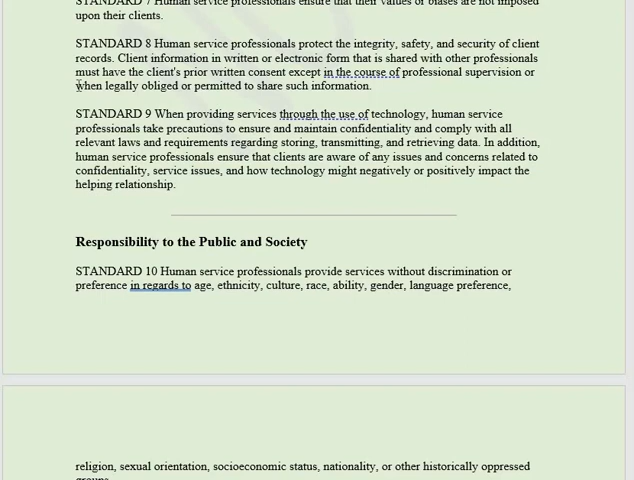 STANDARD 7 Human service professionals ensure that their values or biases are not imposed
upon their clients.
STANDARD 8 Human service professionals protect the integrity, safety, and security of client
records. Client information in written or electronic form that is shared with other professionals
must have the client's prior written consent except in the course of professional supervision or
when legally obliged or permitted to share such information.
STANDARD 9 When providing services through the use of technology, human service
professionals take precautions to ensure and maintain confidentiality and comply with all
relevant laws and requirements regarding storing, transmitting, and retrieving data. In addition,
human service professionals ensure that clients are aware of any issues and concerns related to
confidentiality, service issues, and how technology might negatively or positively impact the
helping relationship.
Responsibility to the Public and Society
STANDARD 10 Human service professionals provide services without discrimination or
preference in regards to age, ethnicity, culture, race, ability, gender, language preference,
religion, sexual orientation, socioeconomic status, nationality, or other historically oppressed
groups.